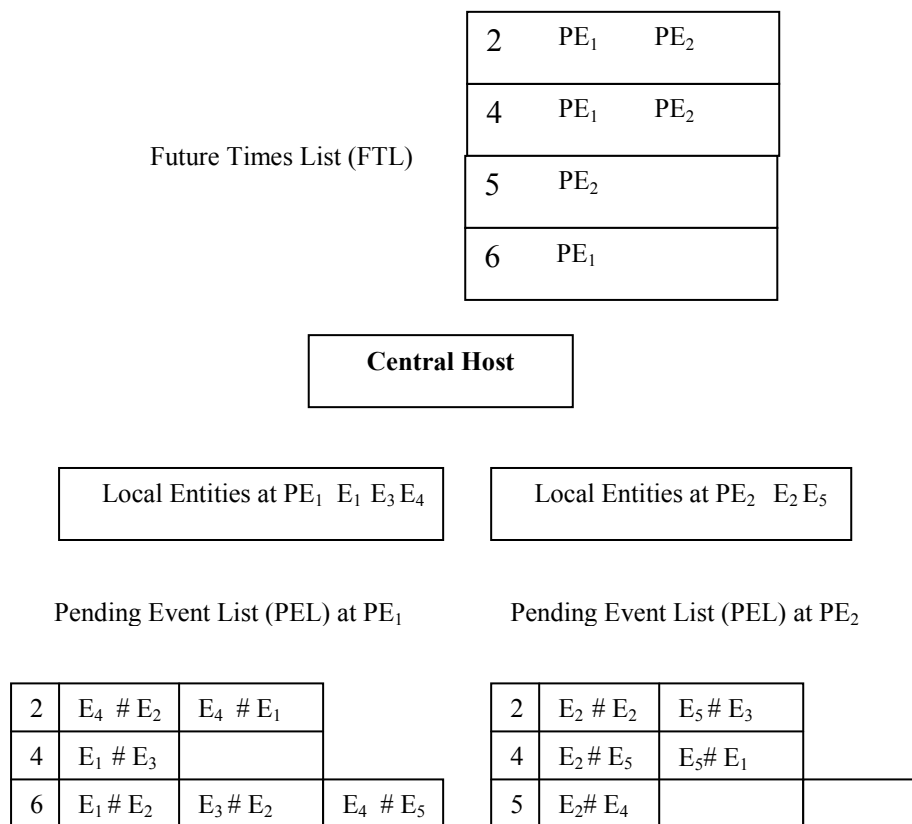 2 PE₁ PE₂
4 PE₁ PE₂
Future Times List (FTL)
5 PE₂
6 PE₁
Central Host
Local Entities at PE₁ E₁ E₃ E₄
Local Entities at PE₂ E₂ E₅
Pending Event List (PEL) at PE₁
Pending Event List (PEL) at PE₂
2 E₄ # E₂ E₄ # E₁
4 E₁ # E₃
6 E₁ # E₂ E₃ # E₂ E₄ # E₅
2 E₂ # E₂ E₅ # E₃
4 E₂ # E₅ E₅# E₁
5 E₂# E₄